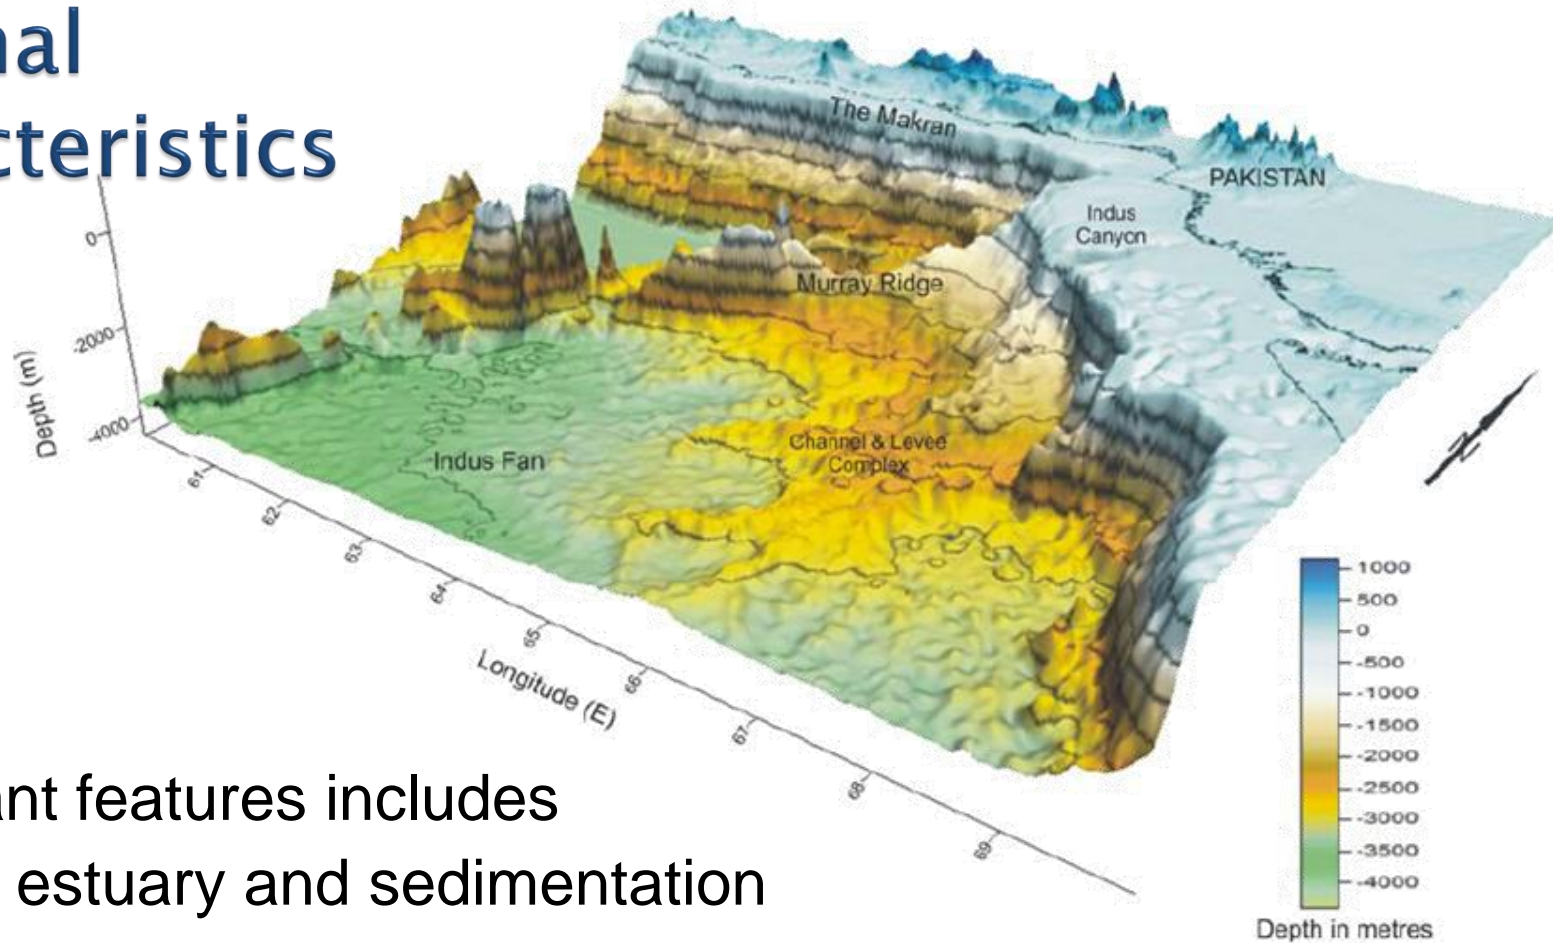 nal
cteristics
The Makran
PAKISTAN
Indus
Canyon
Murray Ridge
Channel & Levee
Complex
Indus Fan
0
-2000
-4000
Depth (m)
61
62
63
64
65
66
67
68
69
Longitude (E)
1000
500
0
-500
-1000
-1500
-2000
-2500
-3000
-3500
-4000
Depth in metres
ant features includes
estuary and sedimentation